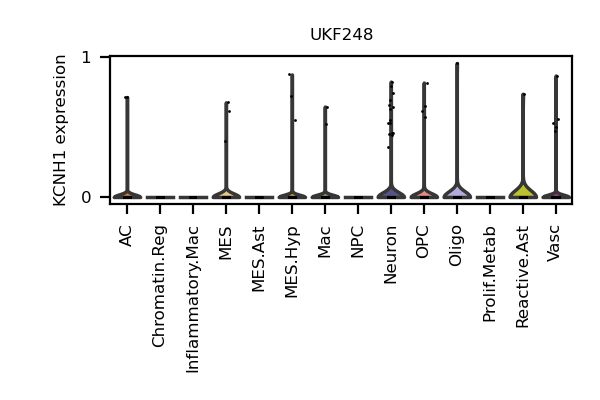 UKF248
KCNH1 expression
1
0
AC
Chromatin.Reg
Inflammatory.Mac
MES
MES.Ast
MES.Hyp
Mac
NPC
Neuron
OPC
Oligo
Prolif.Metab
Reactive.Ast
Vasc